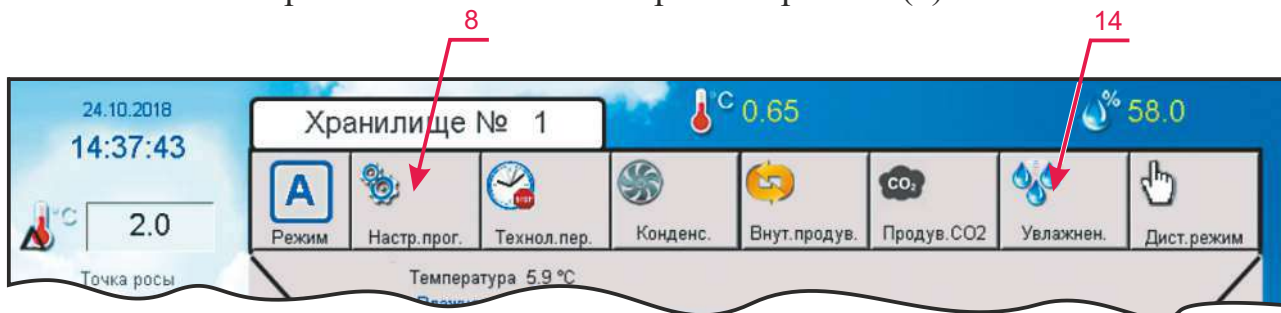 8
14
24.10.2018
14:37:43
Хранилище № 1
°C 0.65
% 58.0
A
STOP
CO₂
Режим
Настр.прог.
Технол.пер.
Конденс.
Внут.продув.
Продув.CO2
Увлажнен.
Дист.режим
°C 2.0
Точка росы
Температура 5.9 °C